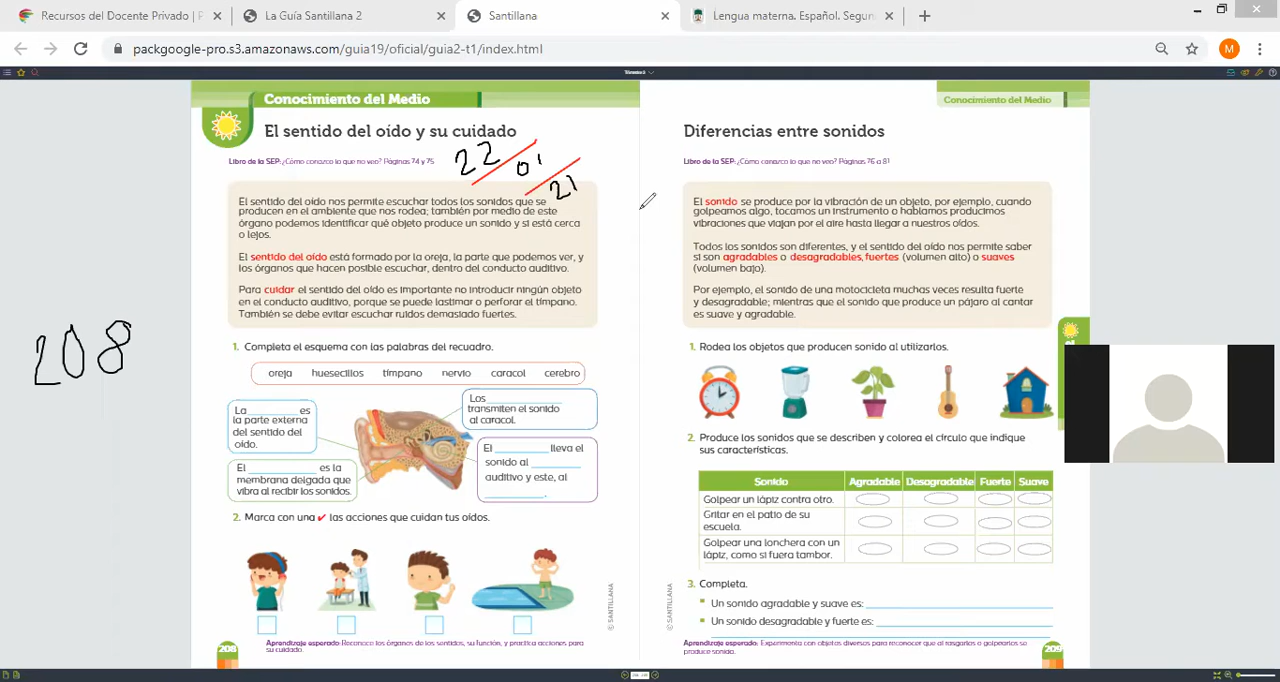 Recursos del Docente Privado | P
La Guía Santillana 2
Santillana
Lengua materna. Español. Segun
packgoogle-pro.s3.amazonaws.com/guia19/oficial/guia2-t1/index.html
M
Conocimiento del Medio
El sentido del oído y su cuidado
Libro de la SEP: ¿Cómo conozco lo que no veo? Páginas 74 y 75
22
01
21
208
El sentido del oído nos permite escuchar todos los sonidos que se
producen en el ambiente que nos rodea; también por medio de este
órgano podemos identificar qué objeto produce un sonido y si está cerca
o lejos.
El sentido del oído está formado por la oreja, la parte que podemos ver, y
los órganos que hacen posible escuchar, dentro del conducto auditivo.
Para cuidar el sentido del oído es importante no introducir ningún objeto
en el conducto auditivo, porque se puede lastimar o perforar el tímpano.
También se debe evitar escuchar ruidos demasiado fuertes.
1. Completa el esquema con las palabras del recuadro.
oreja huesecillos tímpano nervio caracol cerebro
La ________ es
la parte externa
del sentido del
oído.
El ________ es la
membrana delgada que
vibra al recibir los sonidos.
Los ________
transmiten el sonido
al caracol.
El ________ lleva el
sonido al ________
auditivo y este, al
________.
2. Marca con una ✓ las acciones que cuidan tus oídos.
© SANTILLANA
208
Aprendizaje esperado: Reconoce los órganos de los sentidos, su función, y practica acciones para
su cuidado.
Conocimiento del Medio
Diferencias entre sonidos
Libro de la SEP: ¿Cómo conozco lo que no veo? Páginas 76 a 81
El sonido se produce por la vibración de un objeto, por ejemplo, cuando
golpeamos algo, tocamos un instrumento o hablamos producimos
vibraciones que viajan por el aire hasta llegar a nuestros oídos.
Todos los sonidos son diferentes, y el sentido del oído nos permite saber
si son agradables o desagradables, fuertes (volumen alto) o suaves
(volumen bajo).
Por ejemplo, el sonido de una motocicleta muchas veces resulta fuerte
y desagradable; mientras que el sonido que produce un pájaro al cantar
es suave y agradable.
1. Rodea los objetos que producen sonido al utilizarlos.
2. Produce los sonidos que se describen y colorea el círculo que indique
sus características.
Sonido Agradable Desagradable Fuerte Suave
Golpear un lápiz contra otro.
Gritar en el patio de su
escuela.
Golpear una lonchera con un
lápiz, como si fuera tambor.
3. Completa.
Un sonido agradable y suave es:
Un sonido desagradable y fuerte es:
© SANTILLANA
Aprendizaje esperado: Experimenta con objetos diversos para reconocer que al rasgarlos o golpearlos se
produce sonido.
209